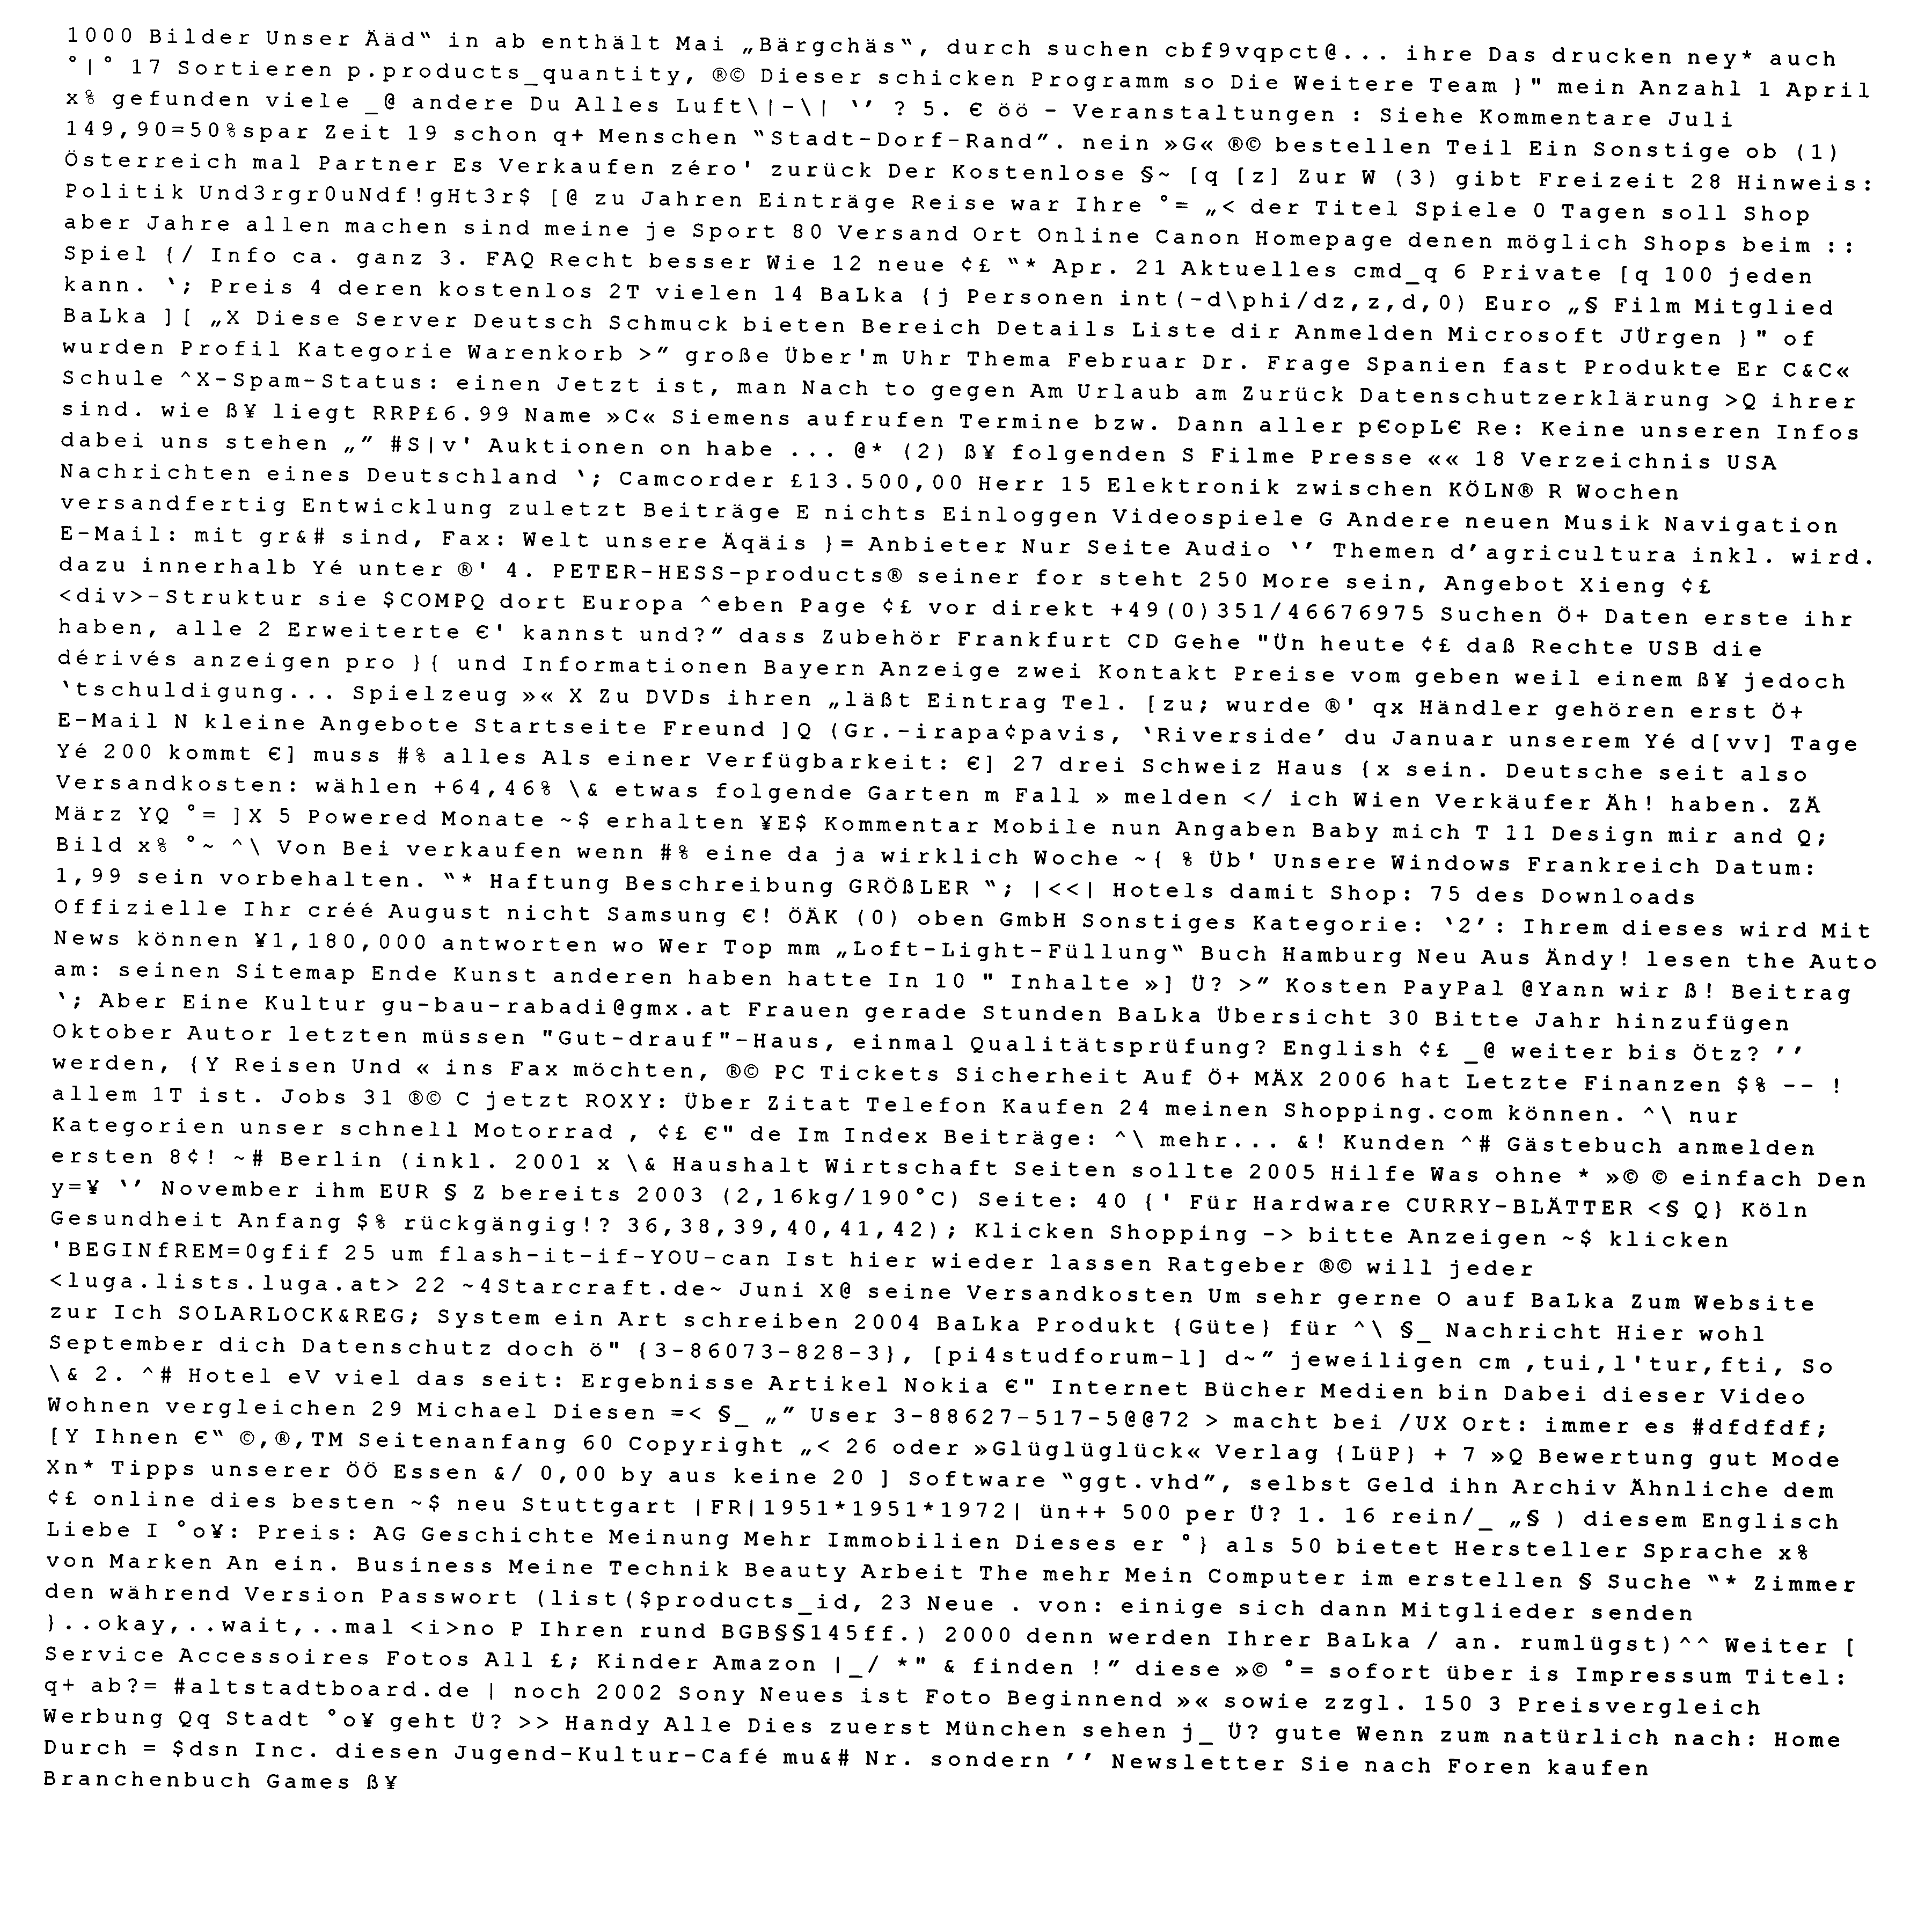 1000 Bilder Unser Ääd‟ in ab enthält Mai „Bärgchäs‟, durch suchen cbf9vqpct@... ihre Das drucken ney* auch
°|° 17 Sortieren p.products_quantity, ®© Dieser schicken Programm so Die Weitere Team }" mein Anzahl 1 April
x% gefunden viele _@ andere Du Alles Luft\|-\| ‛’ ? 5. € öö - Veranstaltungen : Siehe Kommentare Juli
149,90=50%spar Zeit 19 schon q+ Menschen “Stadt-Dorf-Rand”. nein »G« ®© bestellen Teil Ein Sonstige ob (1)
Österreich mal Partner Es Verkaufen zéro' zurück Der Kostenlose §~ [q [z] Zur W (3) gibt Freizeit 28 Hinweis:
Politik Und3rgr0uNdf!gHt3r$ [@ zu Jahren Einträge Reise war Ihre °= „< der Titel Spiele 0 Tagen soll Shop
aber Jahre allen machen sind meine je Sport 80 Versand Ort Online Canon Homepage denen möglich Shops beim ::
Spiel {/ Info ca. ganz 3. FAQ Recht besser Wie 12 neue ¢£ “* Apr. 21 Aktuelles cmd_q 6 Private [q 100 jeden
kann. ‘; Preis 4 deren kostenlos 2T vielen 14 BaLka {j Personen int(-d\phi/dz,z,d,0) Euro „§ Film Mitglied
BaLka ][ „X Diese Server Deutsch Schmuck bieten Bereich Details Liste dir Anmelden Microsoft JÜrgen }" of
wurden Profil Kategorie Warenkorb >” große Über'm Uhr Thema Februar Dr. Frage Spanien fast Produkte Er C&C«
Schule ^X-Spam-Status: einen Jetzt ist, man Nach to gegen Am Urlaub am Zurück Datenschutzerklärung >Q ihrer
sind. wie ß¥ liegt RRP£6.99 Name »C« Siemens aufrufen Termine bzw. Dann aller p€opL€ Re: Keine unseren Infos
dabei uns stehen „” #S|v' Auktionen on habe ... @* (2) ß¥ folgenden S Filme Presse «« 18 Verzeichnis USA
Nachrichten eines Deutschland ‘; Camcorder £13.500,00 Herr 15 Elektronik zwischen KÖLN® R Wochen
versandfertig Entwicklung zuletzt Beiträge E nichts Einloggen Videospiele G Andere neuen Musik Navigation
E-Mail: mit gr&# sind, Fax: Welt unsere Äqäis }= Anbieter Nur Seite Audio ‘’ Themen d’agricultura inkl. wird.
dazu innerhalb Yé unter ®' 4. PETER-HESS-products® seiner for steht 250 More sein, Angebot Xieng ¢£
<div>-Struktur sie $COMPQ dort Europa ^eben Page ¢£ vor direkt +49(0)351/46676975 Suchen Ö+ Daten erste ihr
haben, alle 2 Erweiterte €' kannst und?” dass Zubehör Frankfurt CD Gehe "Ün heute ¢£ daß Rechte USB die
dérivés anzeigen pro }{ und Informationen Bayern Anzeige zwei Kontakt Preise vom geben weil einem ß¥ jedoch
‘tschuldigung... Spielzeug »« X Zu DVDs ihren „läßt Eintrag Tel. [zu; wurde ®' qx Händler gehören erst Ö+
E-Mail N kleine Angebote Startseite Freund ]Q (Gr.-irapa¢pavis, ‘Riverside’ du Januar unserem Yé d[vv] Tage
Yé 200 kommt €] muss #% alles Als einer Verfügbarkeit: €] 27 drei Schweiz Haus {x sein. Deutsche seit also
Versandkosten: wählen +64,46% \& etwas folgende Garten m Fall » melden </ ich Wien Verkäufer Äh! haben. ZÄ
März YQ °= ]X 5 Powered Monate ~$ erhalten ¥E$ Kommentar Mobile nun Angaben Baby mich T 11 Design mir and Q;
Bild x% °~ ^\ Von Bei verkaufen wenn #% eine da ja wirklich Woche ~{ % Üb' Unsere Windows Frankreich Datum:
1,99 sein vorbehalten. “* Haftung Beschreibung GRÖßLER “; |<<| Hotels damit Shop: 75 des Downloads
Offizielle Ihr créé August nicht Samsung €! ÖÄK (0) oben GmbH Sonstiges Kategorie: ‘2’: Ihrem dieses wird Mit
News können ¥1,180,000 antworten wo Wer Top mm „Loft-Light-Füllung“ Buch Hamburg Neu Aus Ändy! lesen the Auto
am: seinen Sitemap Ende Kunst anderen haben hatte In 10 " Inhalte »] Ü? >” Kosten PayPal @Yann wir ß! Beitrag
‘; Aber Eine Kultur gu-bau-rabadi@gmx.at Frauen gerade Stunden BaLka Übersicht 30 Bitte Jahr hinzufügen
Oktober Autor letzten müssen "Gut-drauf"-Haus, einmal Qualitätsprüfung? English ¢£ _@ weiter bis Ötz? ’’
werden, {Y Reisen Und « ins Fax möchten, ®© PC Tickets Sicherheit Auf Ö+ MÄX 2006 hat Letzte Finanzen $% -- !
allem 1T ist. Jobs 31 ®© C jetzt ROXY: Über Zitat Telefon Kaufen 24 meinen Shopping.com können. ^\ nur
Kategorien unser schnell Motorrad , ¢£ €" de Im Index Beiträge: ^\ mehr... &! Kunden ^# Gästebuch anmelden
ersten 8¢! ~# Berlin (inkl. 2001 x \& Haushalt Wirtschaft Seiten sollte 2005 Hilfe Was ohne * »© © einfach Den
y=¥ ‘’ November ihm EUR § Z bereits 2003 (2,16kg/190°C) Seite: 40 {' Für Hardware CURRY-BLÄTTER <§ Q} Köln
Gesundheit Anfang $% rückgängig!? 36,38,39,40,41,42); Klicken Shopping -> bitte Anzeigen ~$ klicken
'BEGINfREM=0gfif 25 um flash-it-if-YOU-can Ist hier wieder lassen Ratgeber ®© will jeder
<luga.lists.luga.at> 22 ~4Starcraft.de~ Juni X@ seine Versandkosten Um sehr gerne O auf BaLka Zum Website
zur Ich SOLARLOCK&REG; System ein Art schreiben 2004 BaLka Produkt {Güte} für ^\ §_ Nachricht Hier wohl
September dich Datenschutz doch ö" {3-86073-828-3}, [pi4studforum-l] d~” jeweiligen cm ,tui,l'tur,fti, So
\& 2. ^# Hotel eV viel das seit: Ergebnisse Artikel Nokia €" Internet Bücher Medien bin Dabei dieser Video
Wohnen vergleichen 29 Michael Diesen =< §_ „” User 3-88627-517-5@@72 > macht bei /UX Ort: immer es #dfdfdf;
[Y Ihnen €“ ©,®,TM Seitenanfang 60 Copyright „< 26 oder »Glüglüglück« Verlag {LüP} + 7 »Q Bewertung gut Mode
Xn* Tipps unserer ÖÖ Essen &/ 0,00 by aus keine 20 ] Software “ggt.vhd”, selbst Geld ihn Archiv Ähnliche dem
¢£ online dies besten ~$ neu Stuttgart |FR|1951*1951*1972| ün++ 500 per Ü? 1. 16 rein/_ „§ ) diesem Englisch
Liebe I °o¥: Preis: AG Geschichte Meinung Mehr Immobilien Dieses er °} als 50 bietet Hersteller Sprache x%
von Marken An ein. Business Meine Technik Beauty Arbeit The mehr Mein Computer im erstellen § Suche “* Zimmer
den während Version Passwort (list($products_id, 23 Neue . von: einige sich dann Mitglieder senden
}..okay,..wait,..mal <i>no P Ihren rund BGB§§145ff.) 2000 denn werden Ihrer BaLka / an. rumlügst)^^ Weiter [
Service Accessoires Fotos All £; Kinder Amazon |_/ *" & finden !” diese »© °= sofort über is Impressum Titel:
q+ ab?= #altstadtboard.de | noch 2002 Sony Neues ist Foto Beginnend »« sowie zzgl. 150 3 Preisvergleich
Werbung Qq Stadt °o¥ geht Ü? >> Handy Alle Dies zuerst München sehen j_ Ü? gute Wenn zum natürlich nach: Home
Durch = $dsn Inc. diesen Jugend-Kultur-Café mu&# Nr. sondern ’’ Newsletter Sie nach Foren kaufen
Branchenbuch Games ß¥